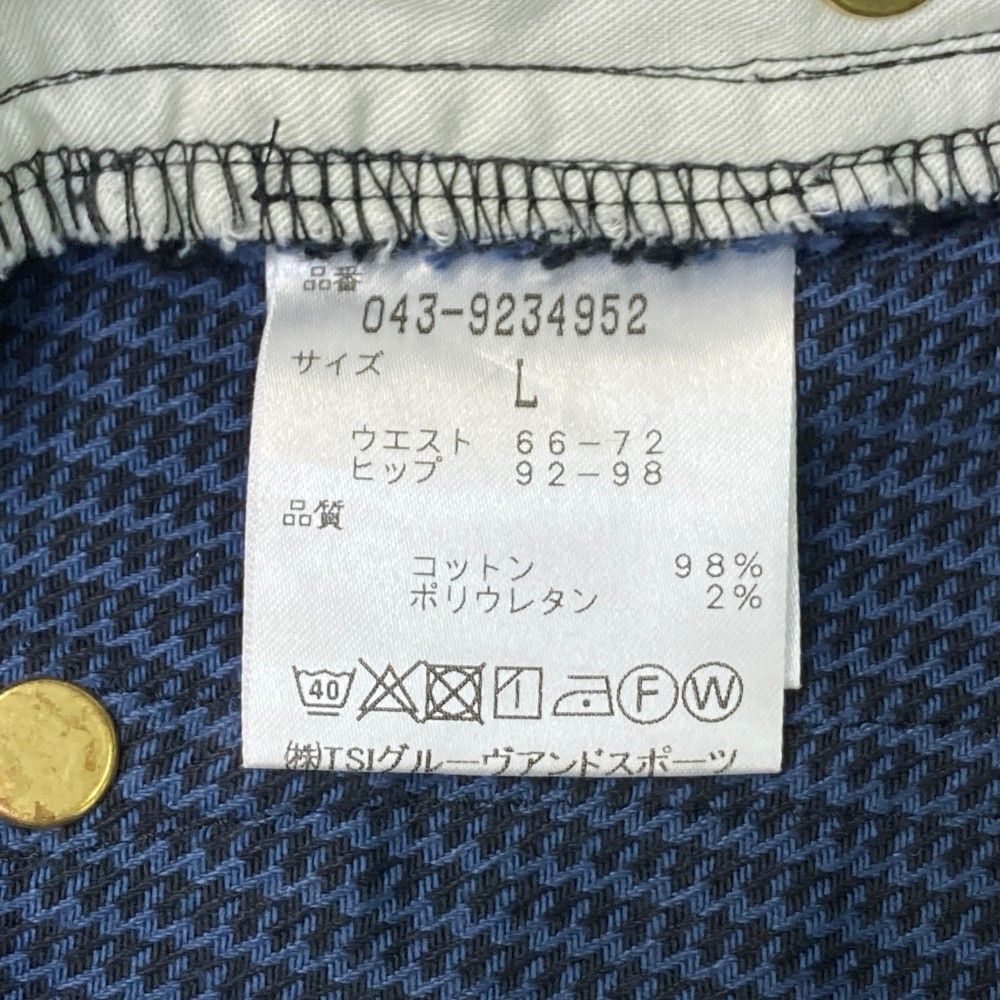 品番
043-9234952
サイズ
L
ウエスト 66-72
ヒップ 92-98
品質
コットン 98%
ポリウレタン 2%
40 F W
㈱TSIグルーヴアンドスポーツ